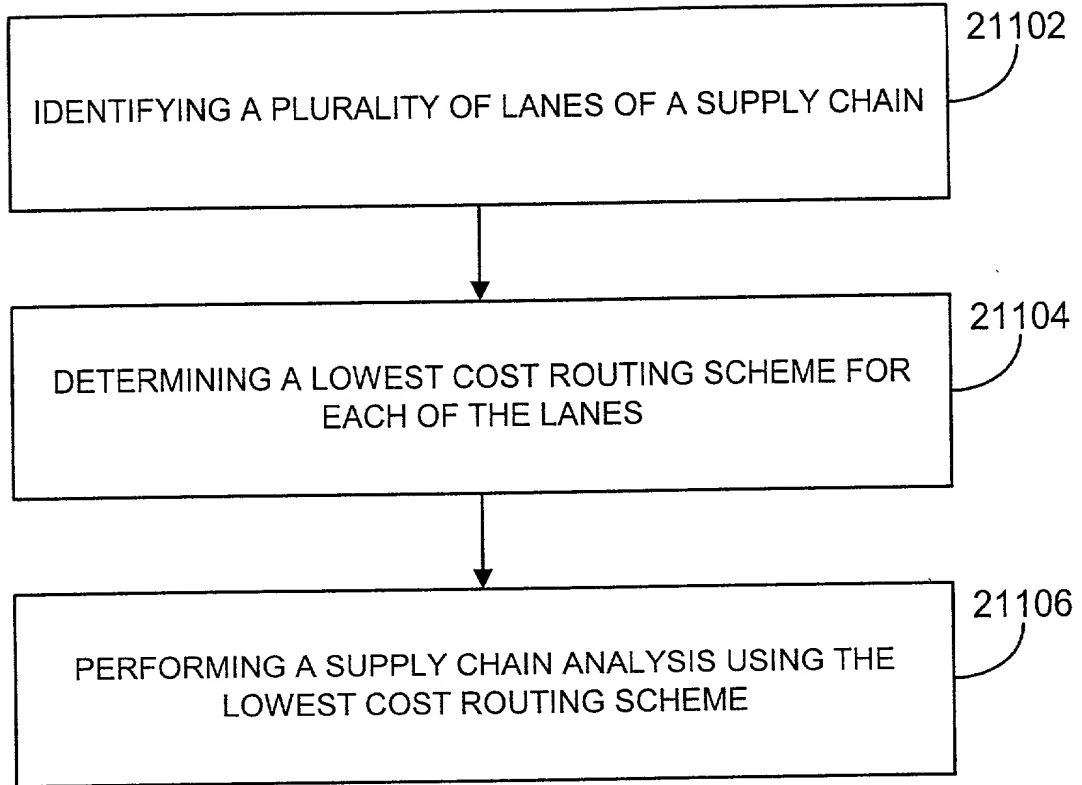 21102
IDENTIFYING A PLURALITY OF LANES OF A SUPPLY CHAIN
21104
DETERMINING A LOWEST COST ROUTING SCHEME FOR
EACH OF THE LANES
21106
PERFORMING A SUPPLY CHAIN ANALYSIS USING THE
LOWEST COST ROUTING SCHEME